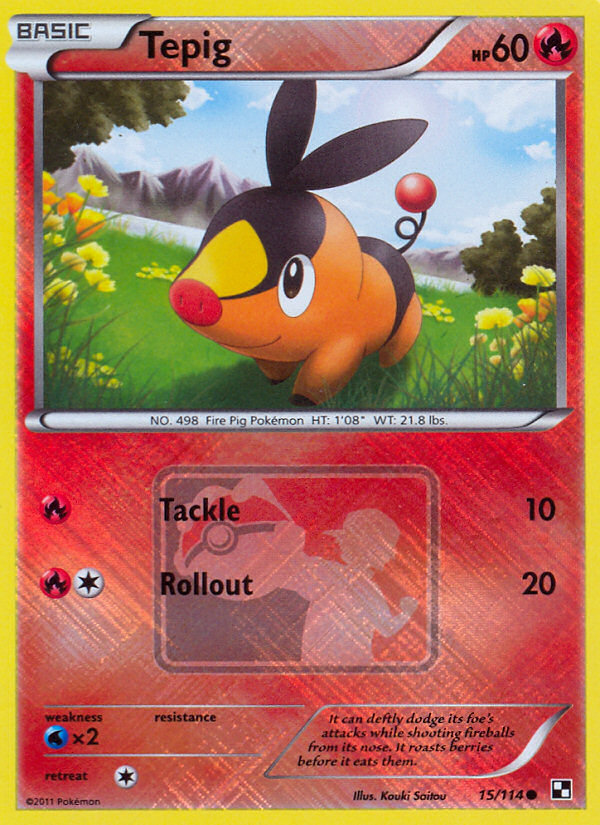 BASIC
Tepig
HP60
NO. 498 Fire Pig Pokémon HT: 1'08" WT: 21.8 lbs.
Tackle 10
Rollout 20
weakness resistance
×2
retreat
It can deftly dodge its foe's
attacks while shooting fireballs
from its nose. It roasts berries
before it eats them.
©2011 Pokémon
Illus. Kouki Saitou 15/114